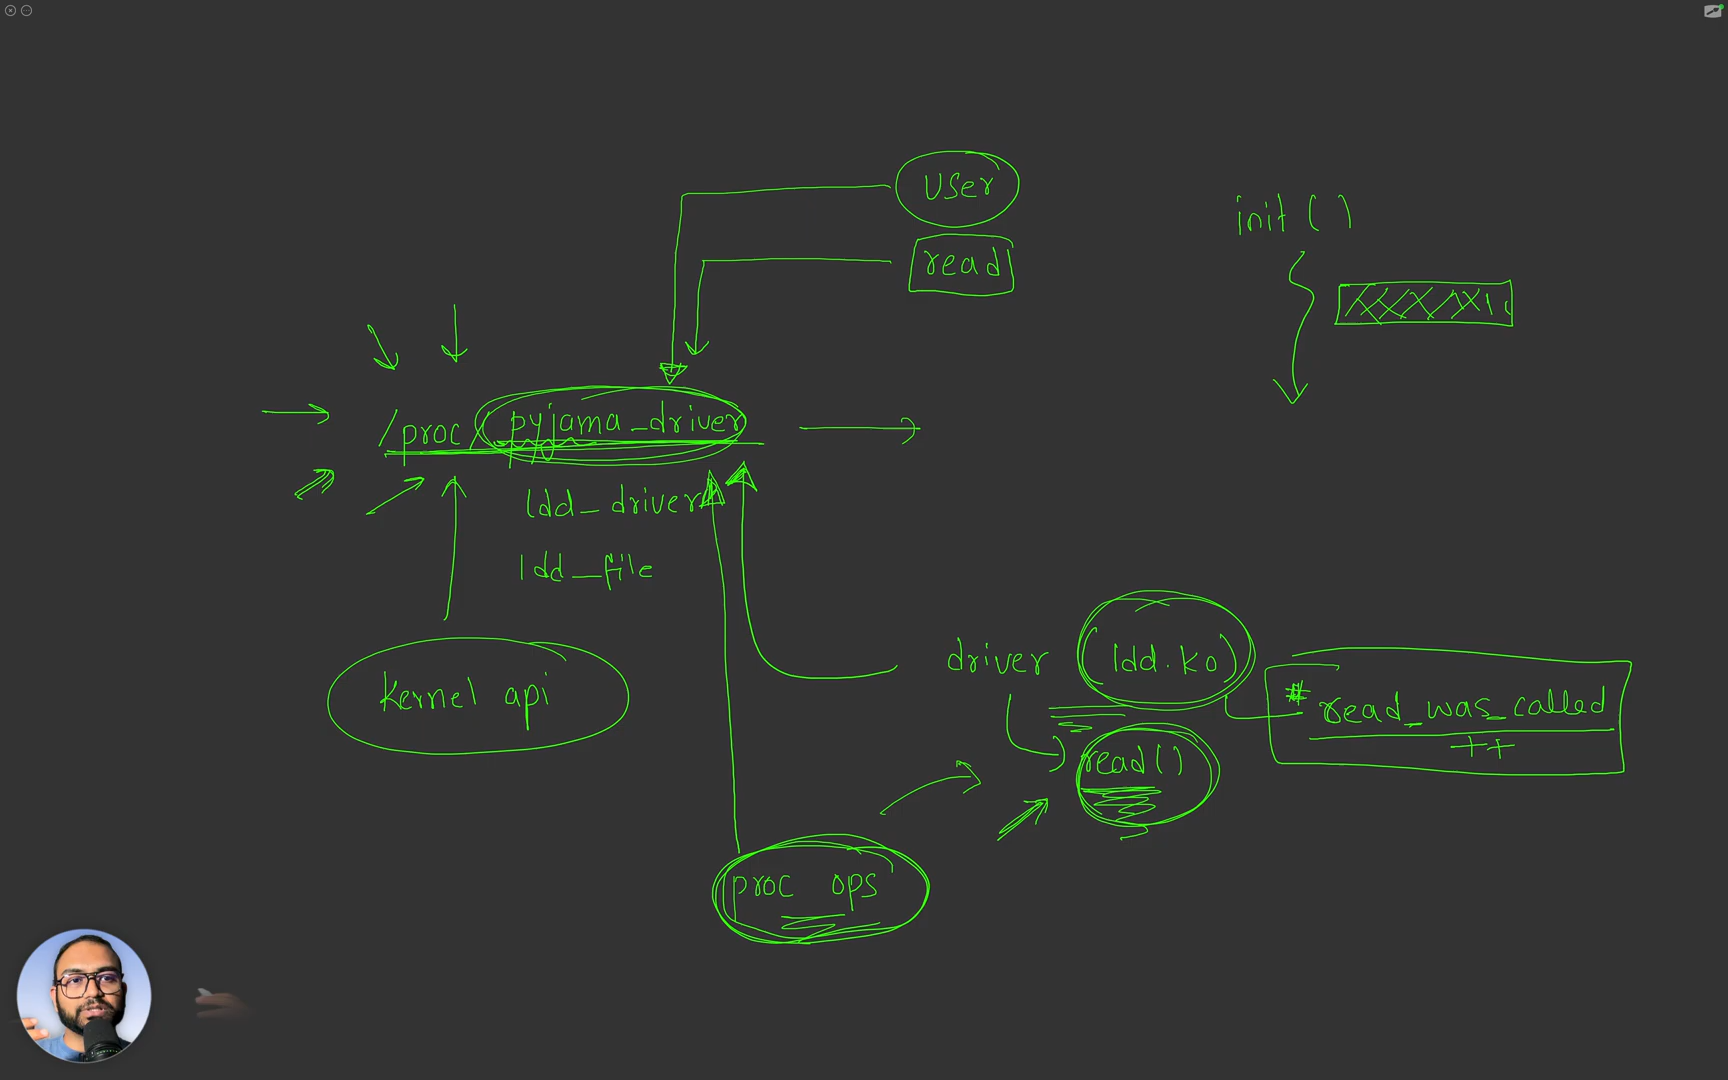 User
read
init ( )
/proc/ pyjama_driver
ldd_driver
ldd_file
Kernel api
driver (ldd.ko)
# read_was_called
++
read()
proc ops